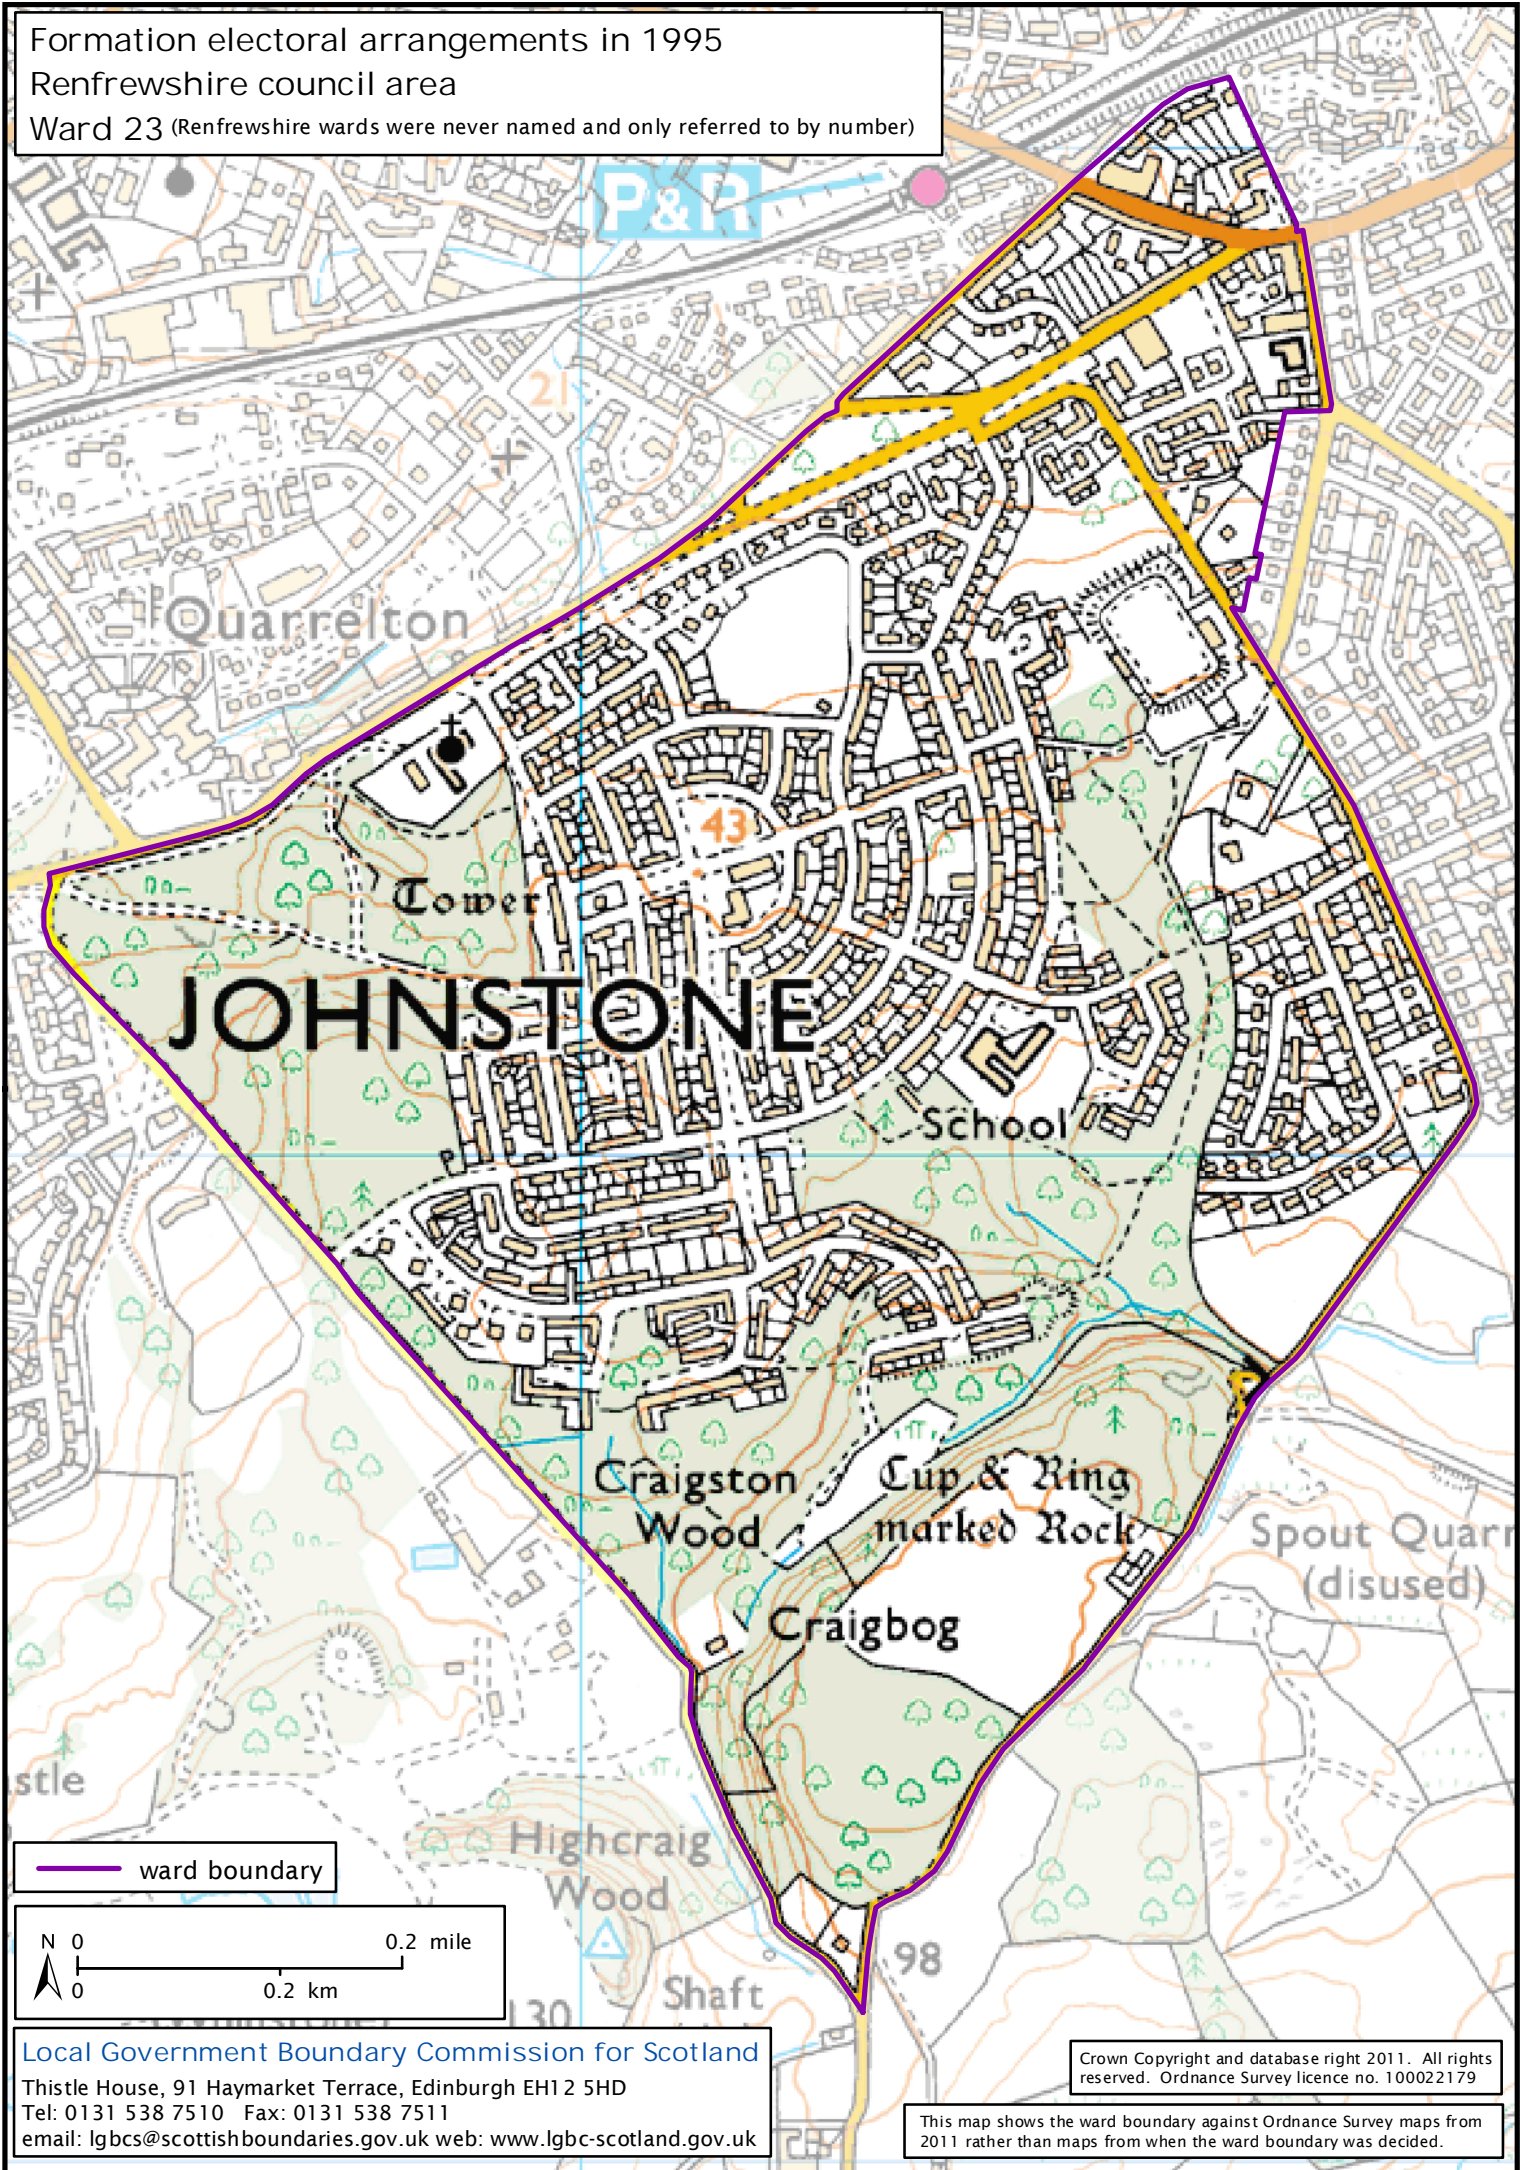 Formation electoral arrangements in 1995
Renfrewshire council area
Ward 23 (Renfrewshire wards were never named and only referred to by number)
P&R
21
Quarrelton
43
Tower
JOHNSTONE
School
Craigston
Wood
Cup & Ring
marked Rock
Spout Quarr
(disused)
Craigbog
stle
Highcraig
Wood
98
Shaft
130
ward boundary
N 0 0.2 mile
0 0.2 km
Local Government Boundary Commission for Scotland
Thistle House, 91 Haymarket Terrace, Edinburgh EH12 5HD
Tel: 0131 538 7510 Fax: 0131 538 7511
email: lgbcs@scottishboundaries.gov.uk web: www.lgbc-scotland.gov.uk
Crown Copyright and database right 2011. All rights
reserved. Ordnance Survey licence no. 100022179
This map shows the ward boundary against Ordnance Survey maps from
2011 rather than maps from when the ward boundary was decided.